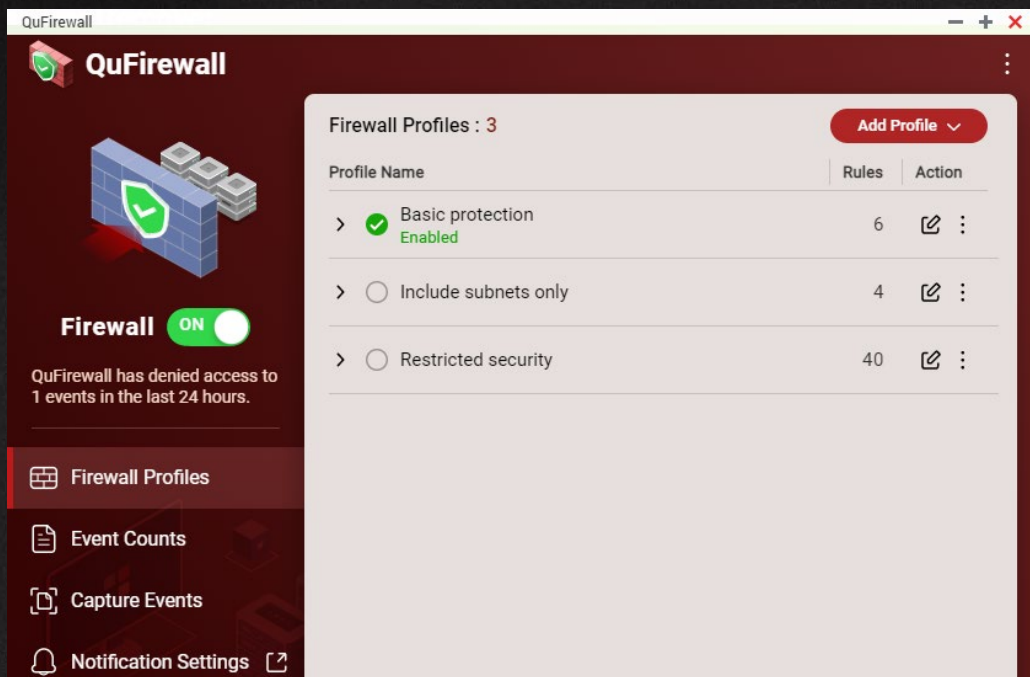 QuFirewall
QuFirewall
Firewall Profiles : 3
Add Profile
Profile Name
Rules
Action
Basic protection
Enabled
6
Include subnets only
4
Restricted security
40
Firewall
ON
QuFirewall has denied access to
1 events in the last 24 hours.
Firewall Profiles
Event Counts
Capture Events
Notification Settings